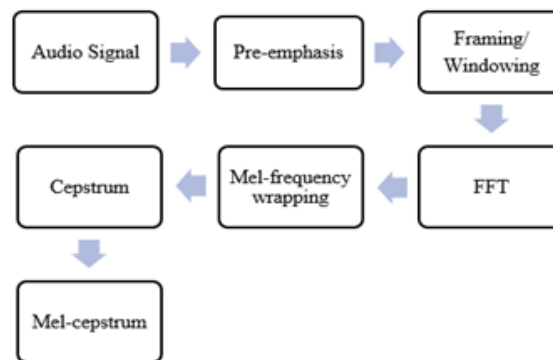 Audio Signal
Pre-emphasis
Framing/
Windowing
FFT
Mel-frequency
wrapping
Cepstrum
Mel-cepstrum